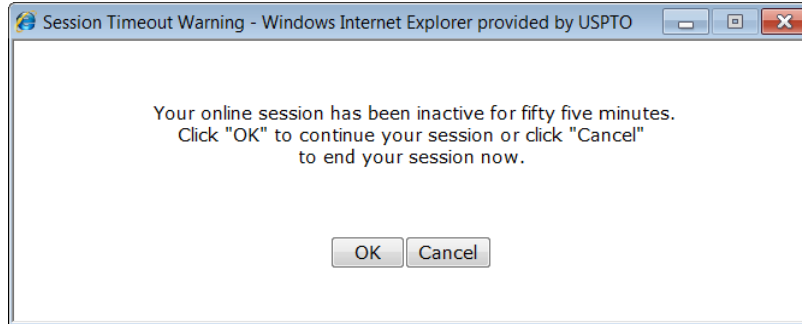 Session Timeout Warning - Windows Internet Explorer provided by USPTO
Your online session has been inactive for fifty five minutes.
Click "OK" to continue your session or click "Cancel"
to end your session now.
OK Cancel